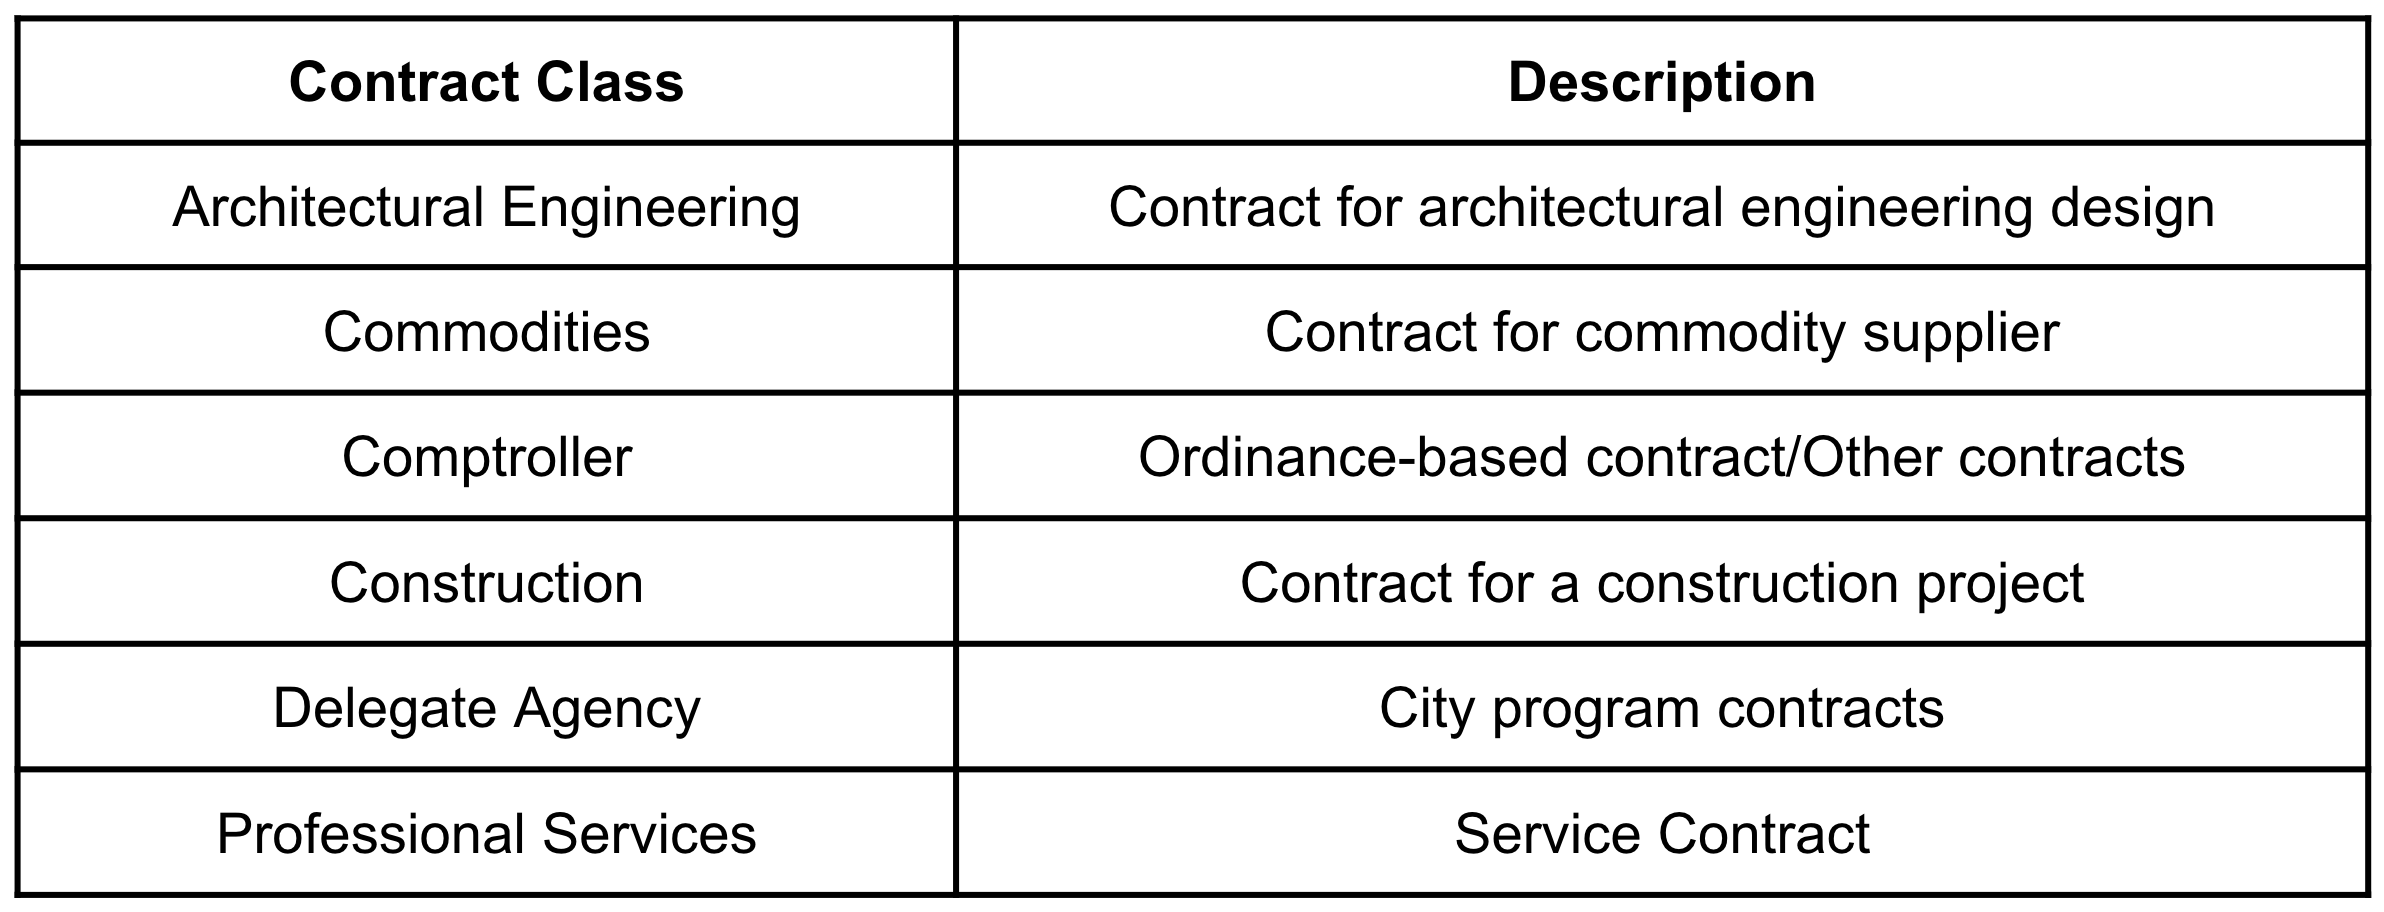 Contract Class
Description
Architectural Engineering
Contract for architectural engineering design
Commodities
Contract for commodity supplier
Comptroller
Ordinance-based contract/Other contracts
Construction
Contract for a construction project
Delegate Agency
City program contracts
Professional Services
Service Contract